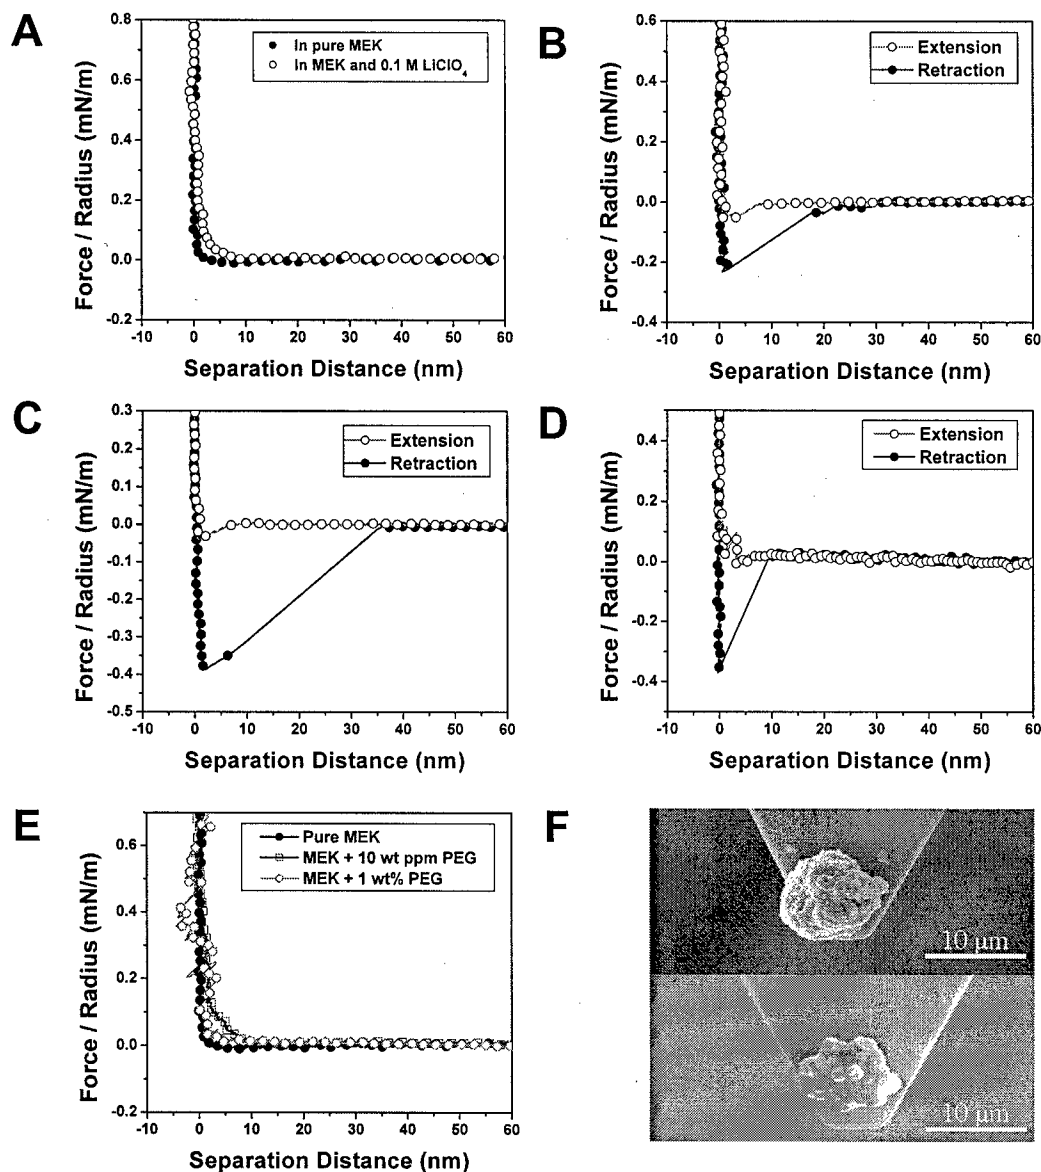 A
0.8
0.6
0.4
0.2
0.0
-0.2
-10 0 10 20 30 40 50 60
Force / Radius (mN/m)
Separation Distance (nm)
In pure MEK
In MEK and 0.1 M LiClO4
B
0.6
0.4
0.2
0.0
-0.2
-0.4
-10 0 10 20 30 40 50 60
Force / Radius (mN/m)
Separation Distance (nm)
Extension
Retraction
C
0.3
0.2
0.1
0.0
-0.1
-0.2
-0.3
-0.4
-0.5
-10 0 10 20 30 40 50 60
Force / Radius (mN/m)
Separation Distance (nm)
Extension
Retraction
D
0.4
0.2
0.0
-0.2
-0.4
-10 0 10 20 30 40 50 60
Force / Radius (mN/m)
Separation Distance (nm)
Extension
Retraction
E
0.6
0.4
0.2
0.0
-0.2
-10 0 10 20 30 40 50 60
Force / Radius (mN/m)
Separation Distance (nm)
Pure MEK
MEK + 10 wt ppm PEG
MEK + 1 wt% PEG
F
10 µm
10 µm